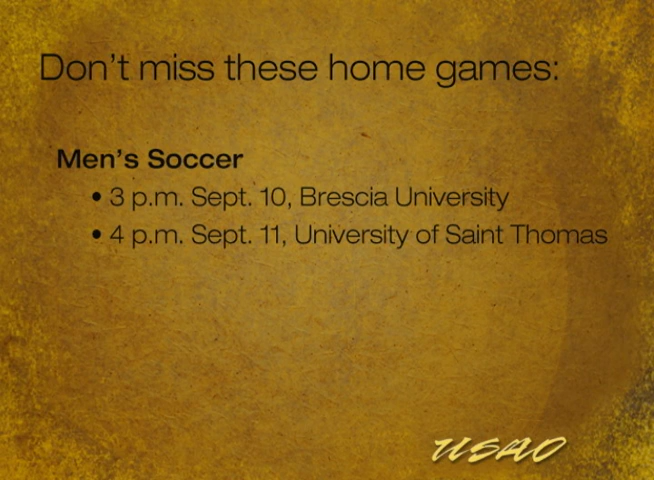 Don't miss these home games:
Men's Soccer
• 3 p.m. Sept. 10, Brescia University
• 4 p.m. Sept. 11, University of Saint Thomas
USAO